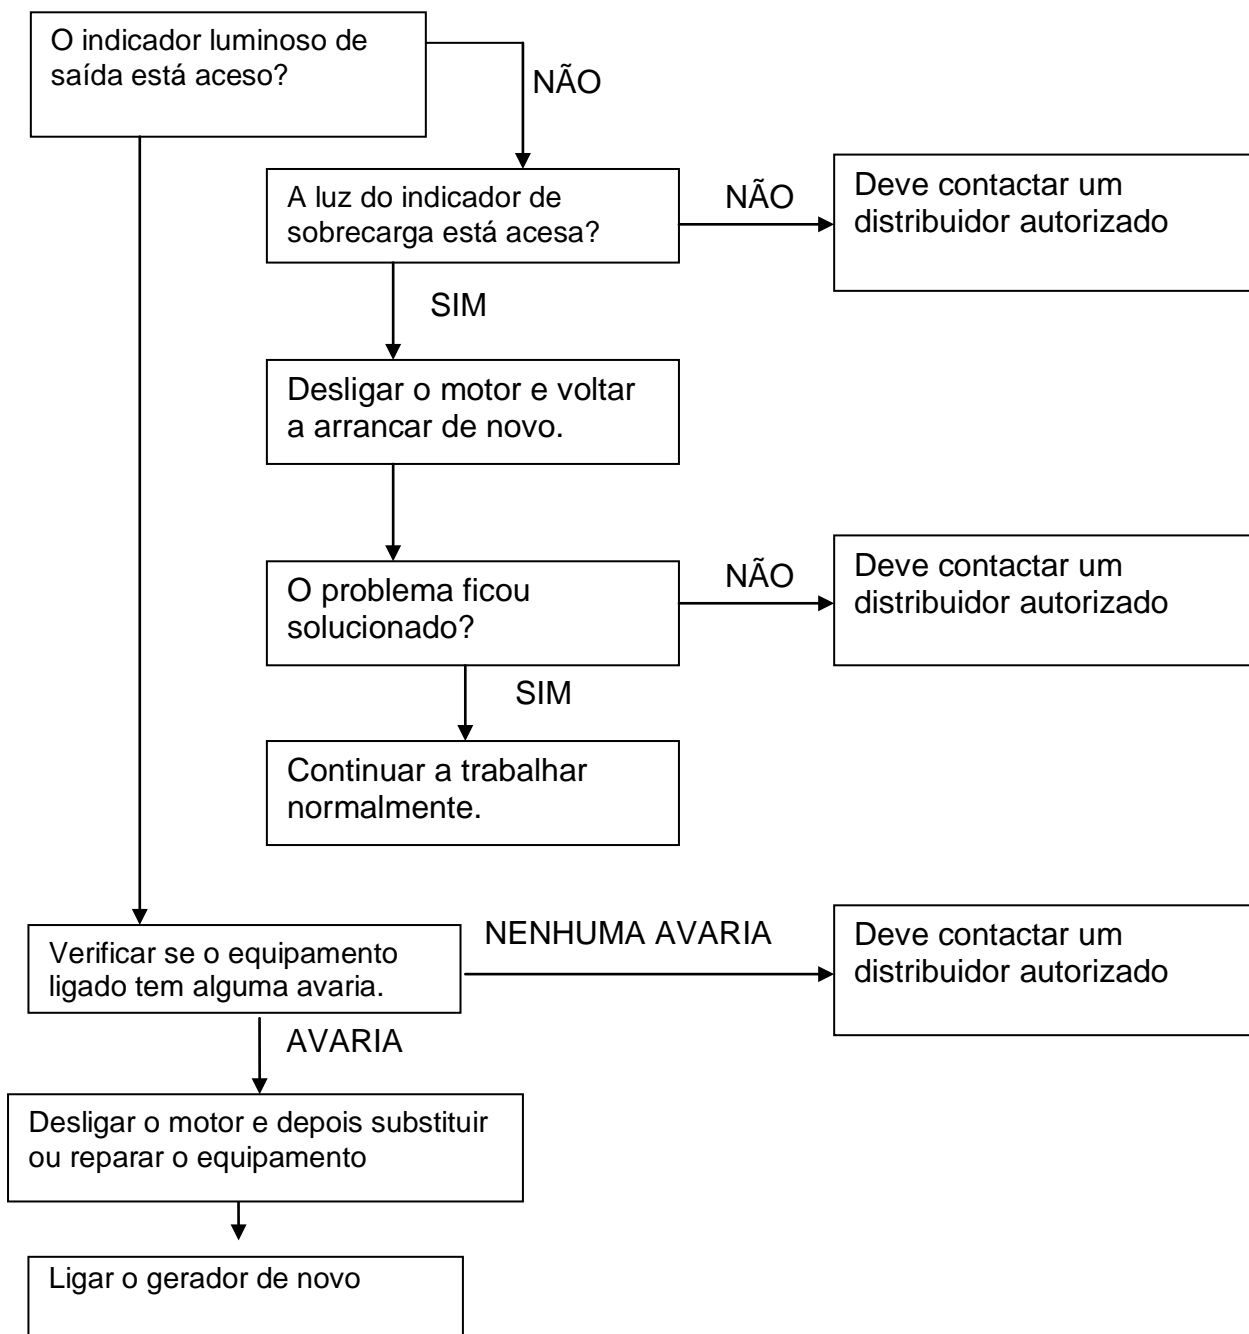 O indicador luminoso de
saída está aceso?
NÃO
A luz do indicador de
sobrecarga está acesa?
NÃO
Deve contactar um
distribuidor autorizado
SIM
Desligar o motor e voltar
a arrancar de novo.
O problema ficou
solucionado?
NÃO
Deve contactar um
distribuidor autorizado
SIM
Continuar a trabalhar
normalmente.
Verificar se o equipamento
ligado tem alguma avaria.
NENHUMA AVARIA
Deve contactar um
distribuidor autorizado
AVARIA
Desligar o motor e depois substituir
ou reparar o equipamento
Ligar o gerador de novo